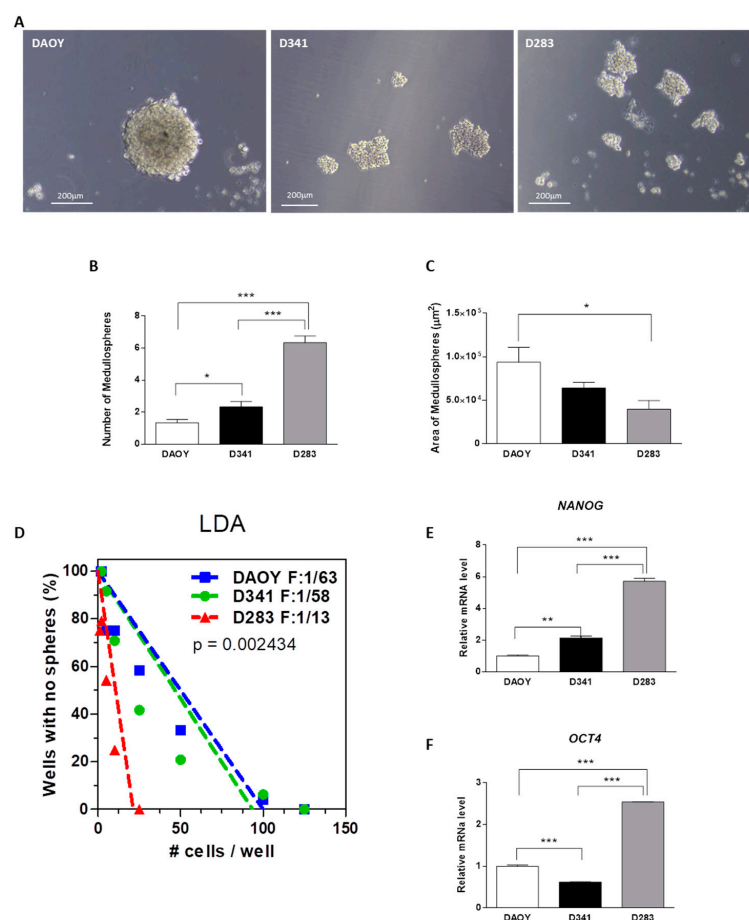 A
DAOY
D341
D283
200μm
200μm
200μm
B
Number of Medullospheres
8
6
4
2
0
***
***
*
DAOY D341 D283
C
Area of Medullospheres (μm²)
1.5×10⁵
1.0×10⁵
5.0×10⁴
0
*
DAOY D341 D283
D
LDA
Wells with no spheres (%)
100
80
60
40
20
0
DAOY F:1/63
D341 F:1/58
D283 F:1/13
p = 0.002434
0 50 100 150
# cells / well
E
NANOG
Relative mRNA level
8
6
4
2
0
***
***
**
DAOY D341 D283
F
OCT4
Relative mRNa level
3
2
1
0
***
***
***
DAOY D341 D283